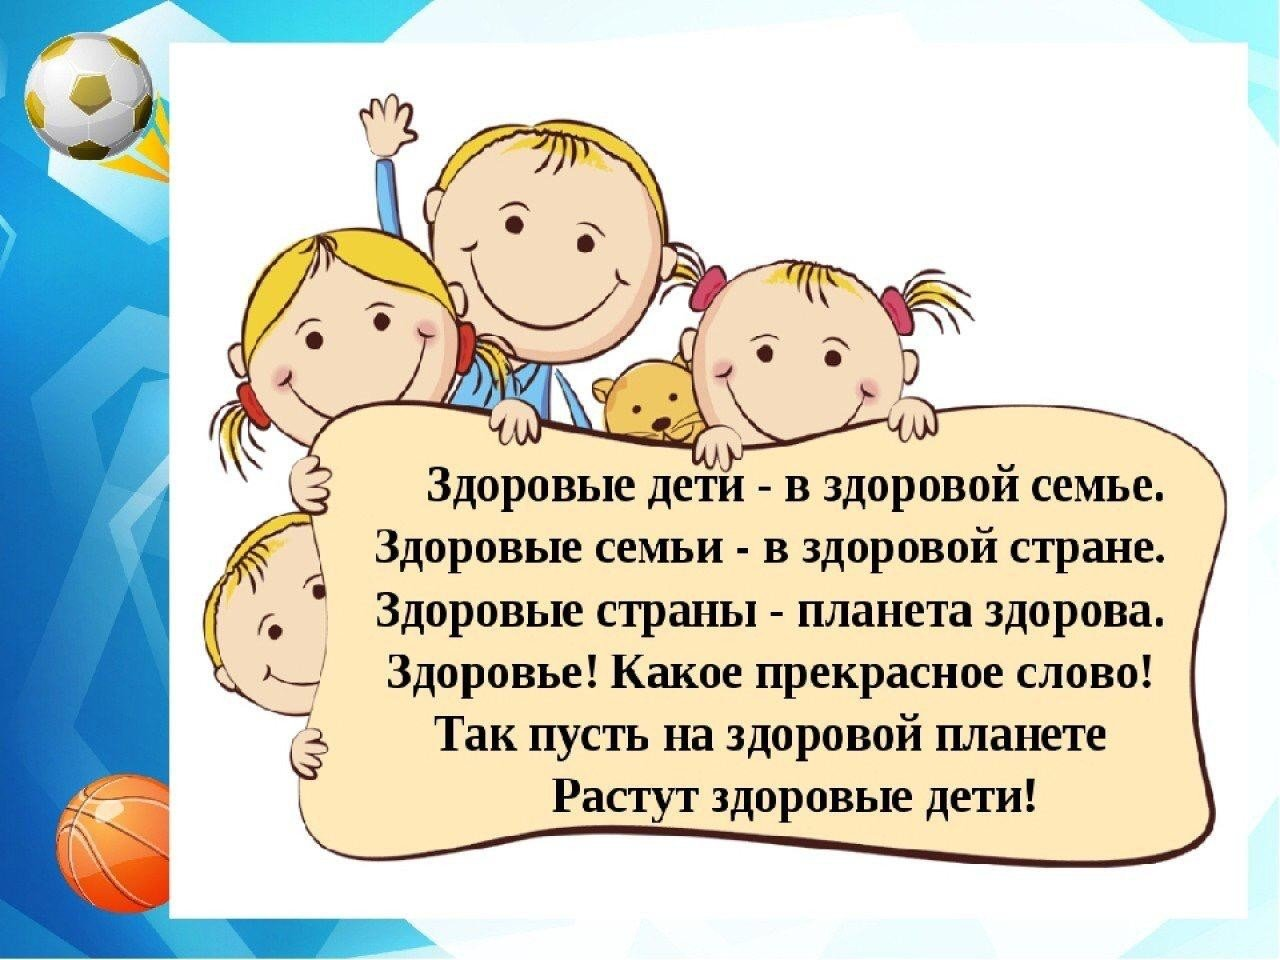 Здоровые дети - в здоровой семье.
Здоровые семьи - в здоровой стране.
Здоровые страны - планета здорова.
Здоровье! Какое прекрасное слово!
Так пусть на здоровой планете
Растут здоровые дети!